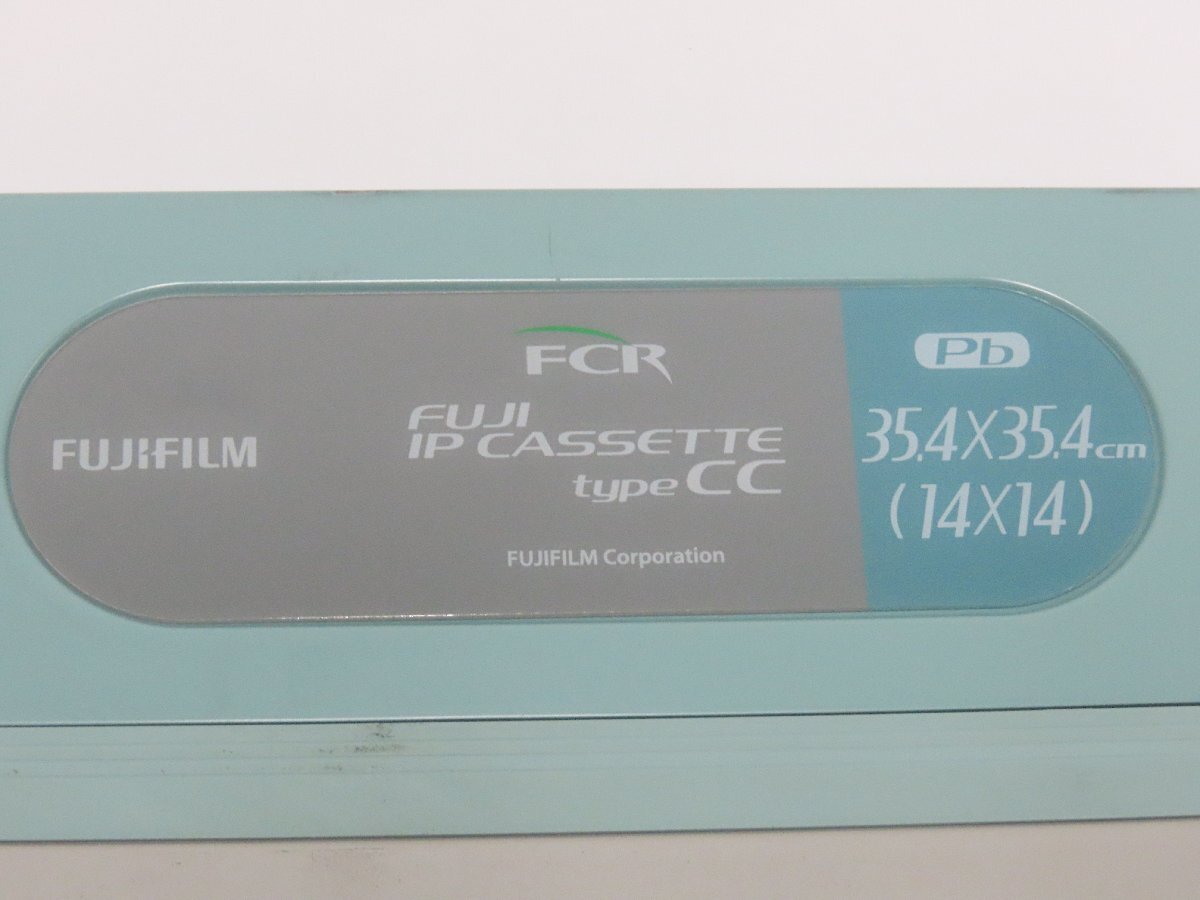 FUJIFILM
FCR
FUJI
IP CASSETTE
type CC
FUJIFILM Corporation
Pb
35.4X35.4cm
(14X14)